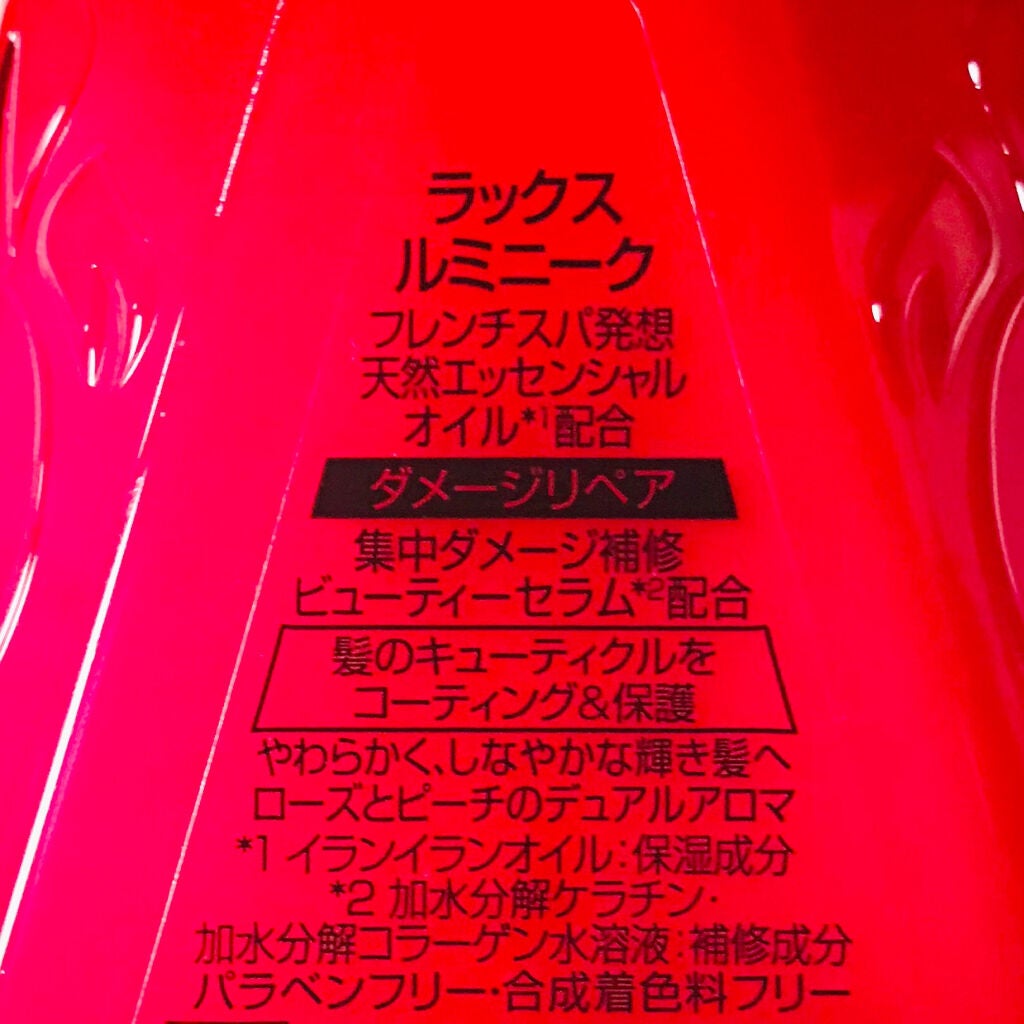 ラックス
ルミニーク
フレンチスパ発想
天然エッセンシャル
オイル*1配合
ダメージリペア
集中ダメージ補修
ビューティーセラム*2配合
髪のキューティクルを
コーティング&保護
やわらかく、しなやかな輝き髪へ
ローズとピーチのデュアルアロマ
*1 イランイランオイル:保湿成分
*2 加水分解ケラチン・
加水分解コラーゲン水溶液:補修成分
パラベンフリー・合成着色料フリー